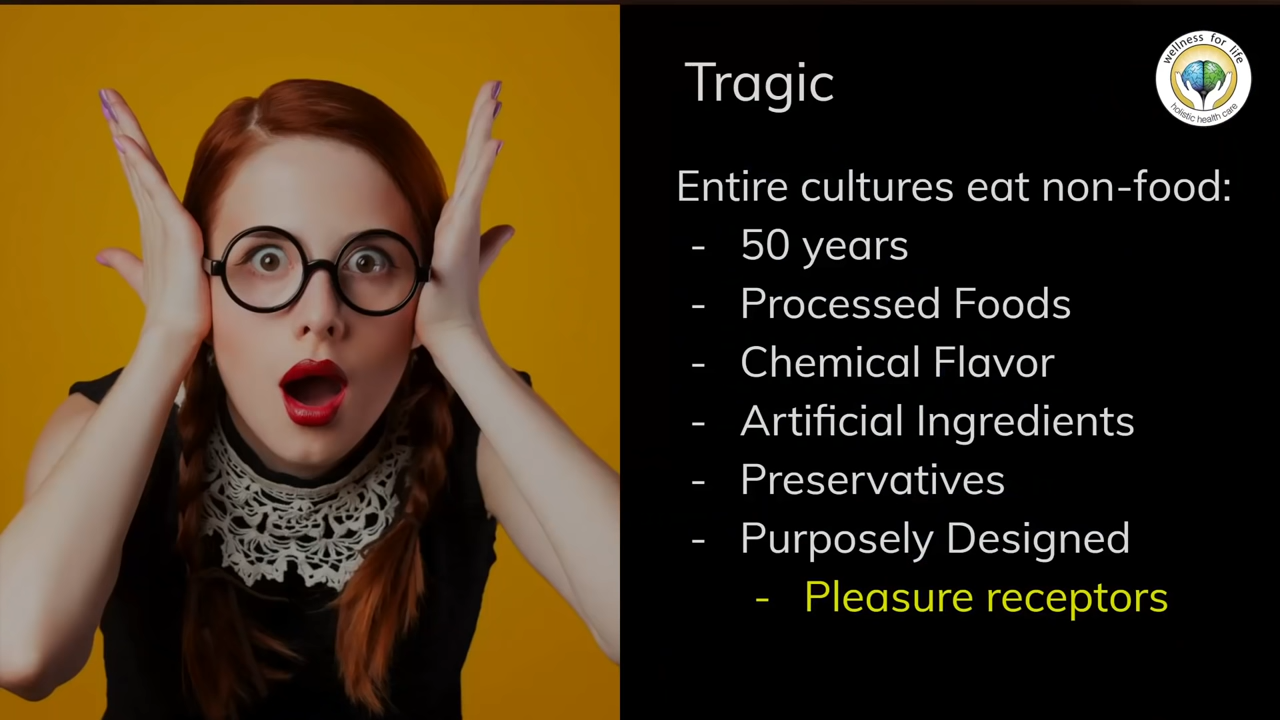 Tragic
wellness for life
holistic health care
Entire cultures eat non-food:
- 50 years
- Processed Foods
- Chemical Flavor
- Artificial Ingredients
- Preservatives
- Purposely Designed
- Pleasure receptors